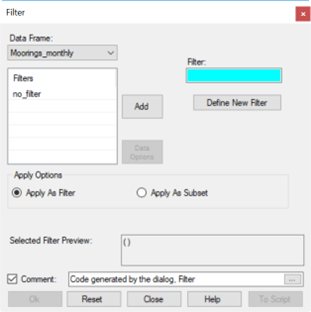 Filter
Data Frame:
Moorings_monthly
Filter:
Filters
no_filter
Add
Define New Filter
Data
Options
Apply Options
Apply As Filter
Apply As Subset
Selected Filter Preview:
()
Comment:
Code generated by the dialog, Filter
...
Ok
Reset
Close
Help
To Script